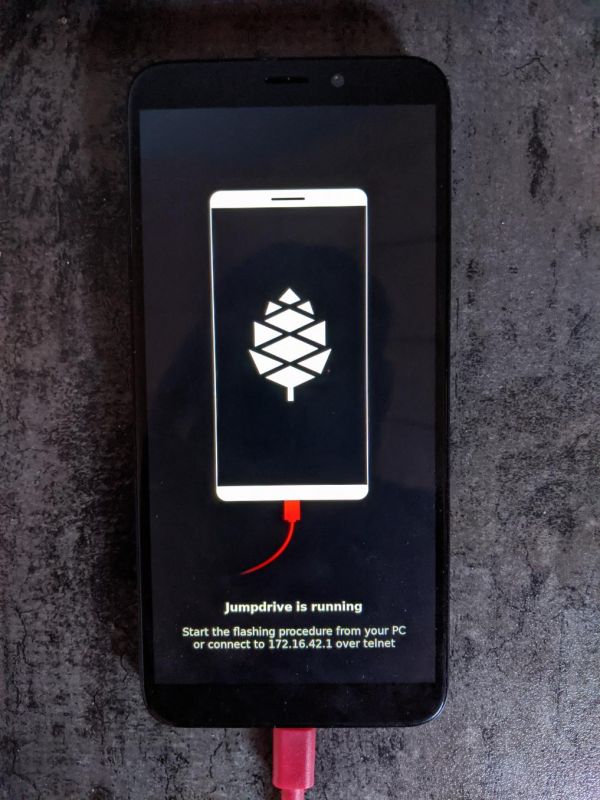 Jumpdrive is running
Start the flashing procedure from your PC
or connect to 172.16.42.1 over telnet